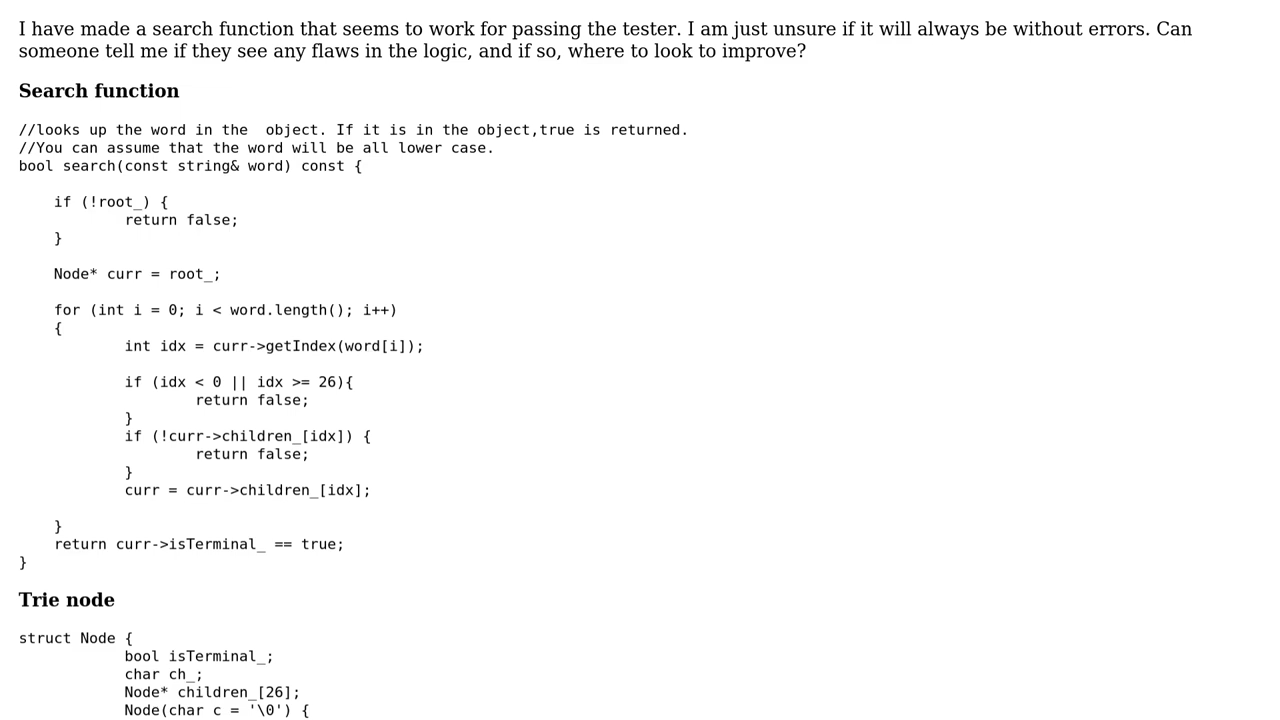 I have made a search function that seems to work for passing the tester. I am just unsure if it will always be without errors. Can
someone tell me if they see any flaws in the logic, and if so, where to look to improve?
Search function
//looks up the word in the  object. If it is in the object,true is returned.
//You can assume that the word will be all lower case.
bool search(const string& word) const {
    if (!root_) {
            return false;
    }
    Node* curr = root_;
    for (int i = 0; i < word.length(); i++)
    {
            int idx = curr->getIndex(word[i]);
            if (idx < 0 || idx >= 26){
                    return false;
            }
            if (!curr->children_[idx]) {
                    return false;
            }
            curr = curr->children_[idx];
    }
    return curr->isTerminal_ == true;
}
Trie node
struct Node {
            bool isTerminal_;
            char ch_;
            Node* children_[26];
            Node(char c = '\0') {